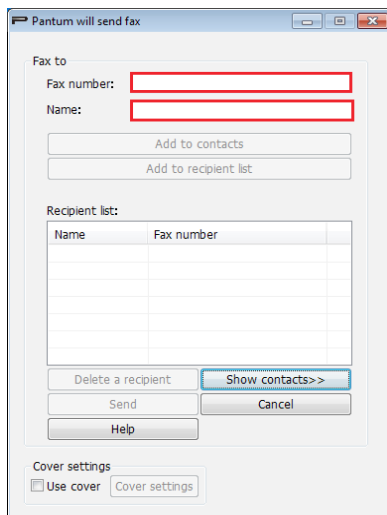 Pantum will send fax
Fax to
Fax number:
Name:
Add to contacts
Add to recipient list
Recipient list:
Name Fax number
Delete a recipient Show contacts>>
Send Cancel
Help
Cover settings
Use cover Cover settings